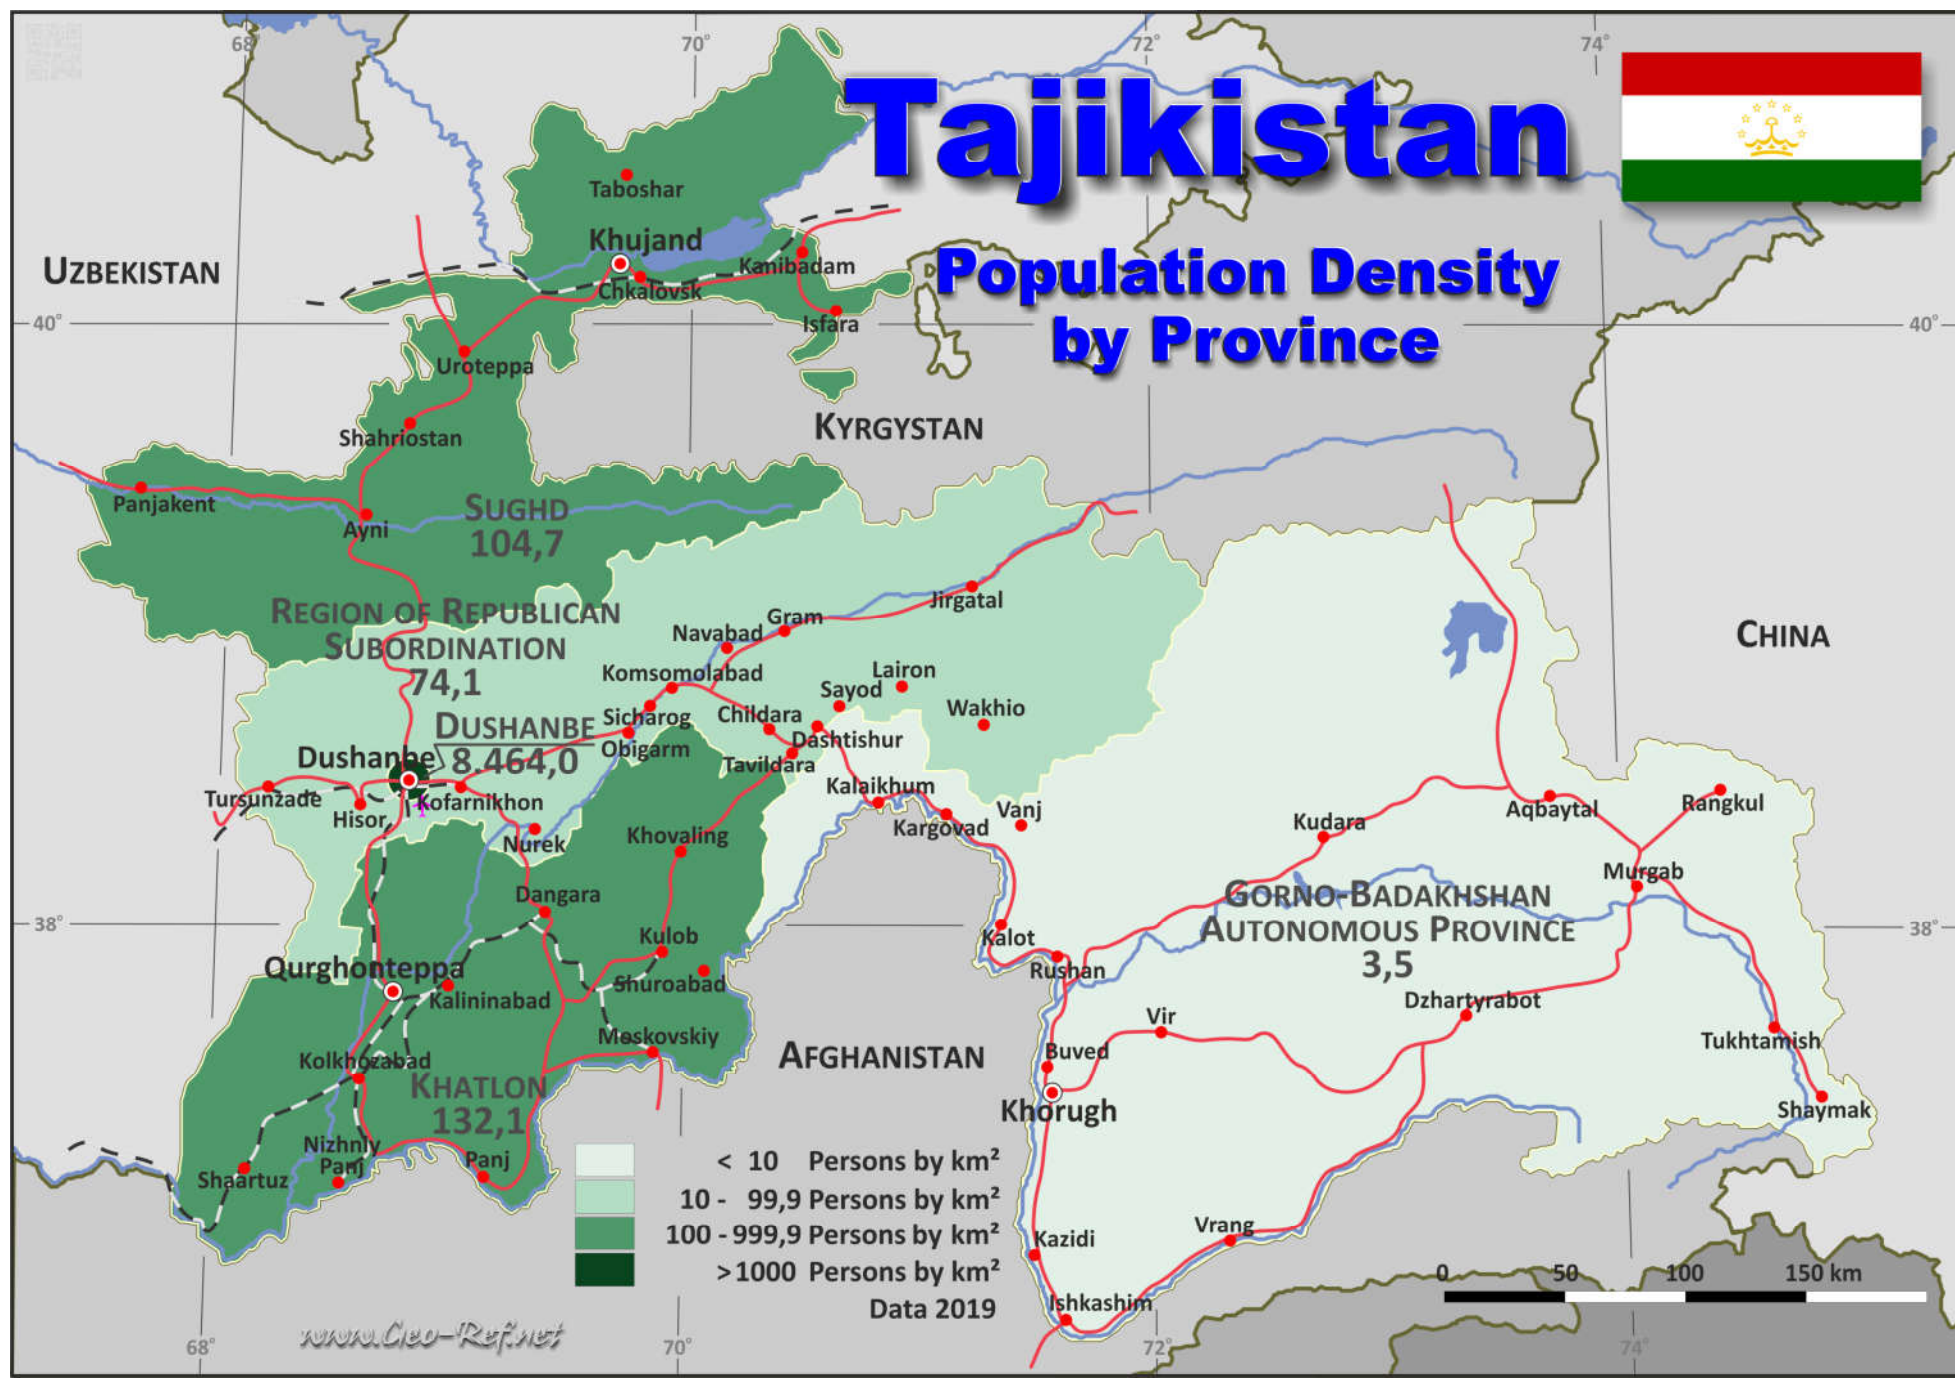 68°
70°
72°
74°
Tajikistan
Population Density
by Province
Taboshar
Khujand
Chkalovsk
Kanibadam
Isfara
UZBEKISTAN
40°
40°
Uroteppa
KYRGYSTAN
Shahriostan
Panjakent
Ayni
SUGHD
104,7
REGION OF REPUBLICAN
SUBORDINATION
74,1
Jirgatal
Gram
Navabad
CHINA
Komsomolabad
Lairon
Sayod
Wakhio
Sicharog
Childara
DUSHANBE
8.464,0
Dushanbe
Obigarm
Dashtishur
Tavildara
Tursunzade
Hisor
Kofarnikhon
Nurek
Khovaling
Kalaikhum
Kargovad
Vanj
Kudara
Aqbaytal
Rangkul
Murgab
Dangara
GORNO-BADAKHSHAN
AUTONOMOUS PROVINCE
3,5
38°
38°
Kulob
Kalot
Rushan
Qurghonteppa
Kalininabad
Shuroabad
Dzhartyrabot
Vir
Moskovskiy
Kolkhozabad
AFGHANISTAN
Buved
Tukhtamish
KHATLON
132,1
Khorugh
Shaymak
Nizhniy
Panj
Panj
Shaartuz
< 10 Persons by km²
10 - 99,9 Persons by km²
100 - 999,9 Persons by km²
>1000 Persons by km²
Data 2019
Kazidi
Vrang
Ishkashim
0 50 100 150 km
www.Geo-Ref.net
68°
70°
72°
74°